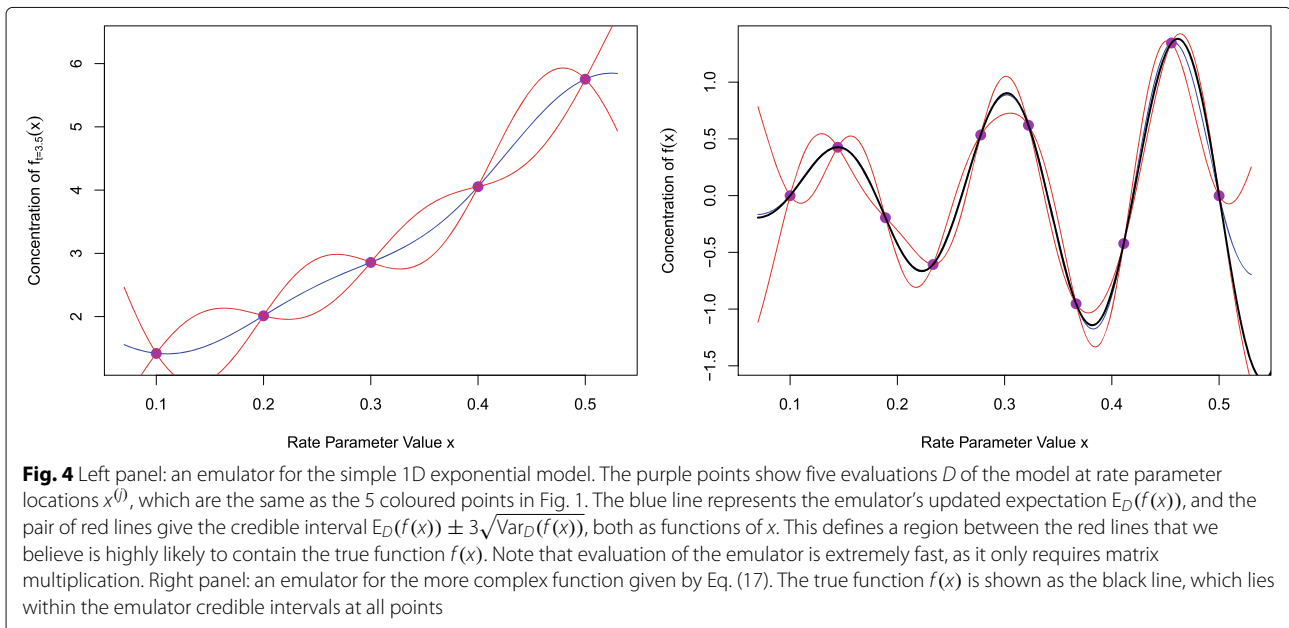 Concentration of f_{t=3.5}(x)
6
5
4
3
2
0.1 0.2 0.3 0.4 0.5
Rate Parameter Value x
Concentration of f(x)
1.0
0.5
0.0
−0.5
−1.0
−1.5
0.1 0.2 0.3 0.4 0.5
Rate Parameter Value x
Fig. 4 Left panel: an emulator for the simple 1D exponential model. The purple points show five evaluations D of the model at rate parameter
locations x^{(j)}, which are the same as the 5 coloured points in Fig. 1. The blue line represents the emulator's updated expectation E_D(f(x)), and the
pair of red lines give the credible interval E_D(f(x)) ± 3√Var_D(f(x)), both as functions of x. This defines a region between the red lines that we
believe is highly likely to contain the true function f(x). Note that evaluation of the emulator is extremely fast, as it only requires matrix
multiplication. Right panel: an emulator for the more complex function given by Eq. (17). The true function f(x) is shown as the black line, which lies
within the emulator credible intervals at all points